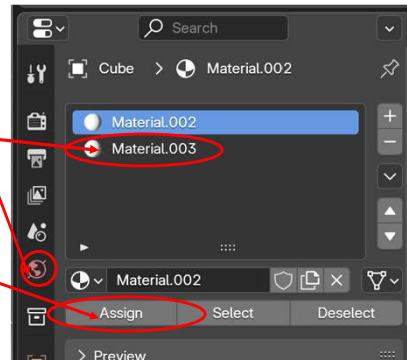 Search
Cube > Material.002
Material.002
Material.003
Material.002
Assign Select Deselect
> Preview